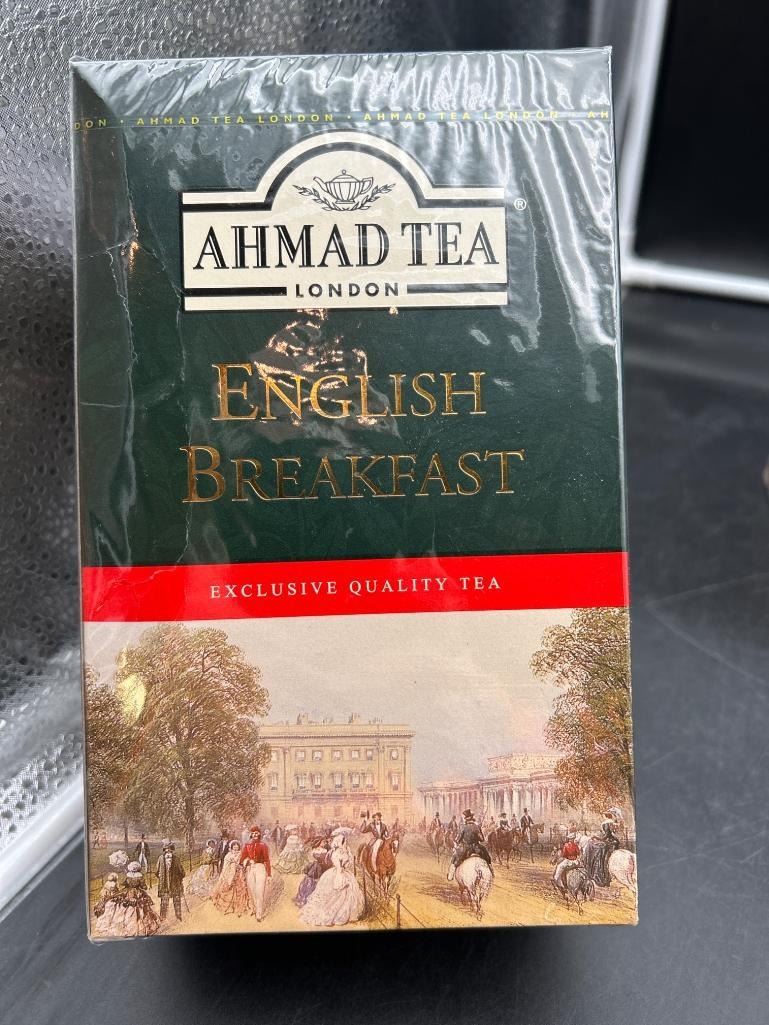 DON · AHMAD TEA LONDON · AHMAD TEA LONDON · AH
®
AHMAD TEA
LONDON
ENGLISH
BREAKFAST
EXCLUSIVE QUALITY TEA